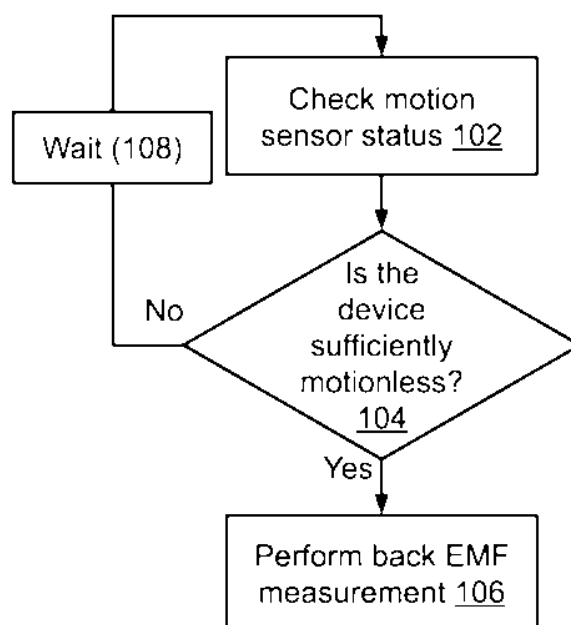 Check motion
sensor status 102
Wait (108)
Is the
device
sufficiently
motionless?
104
No
Yes
Perform back EMF
measurement 106